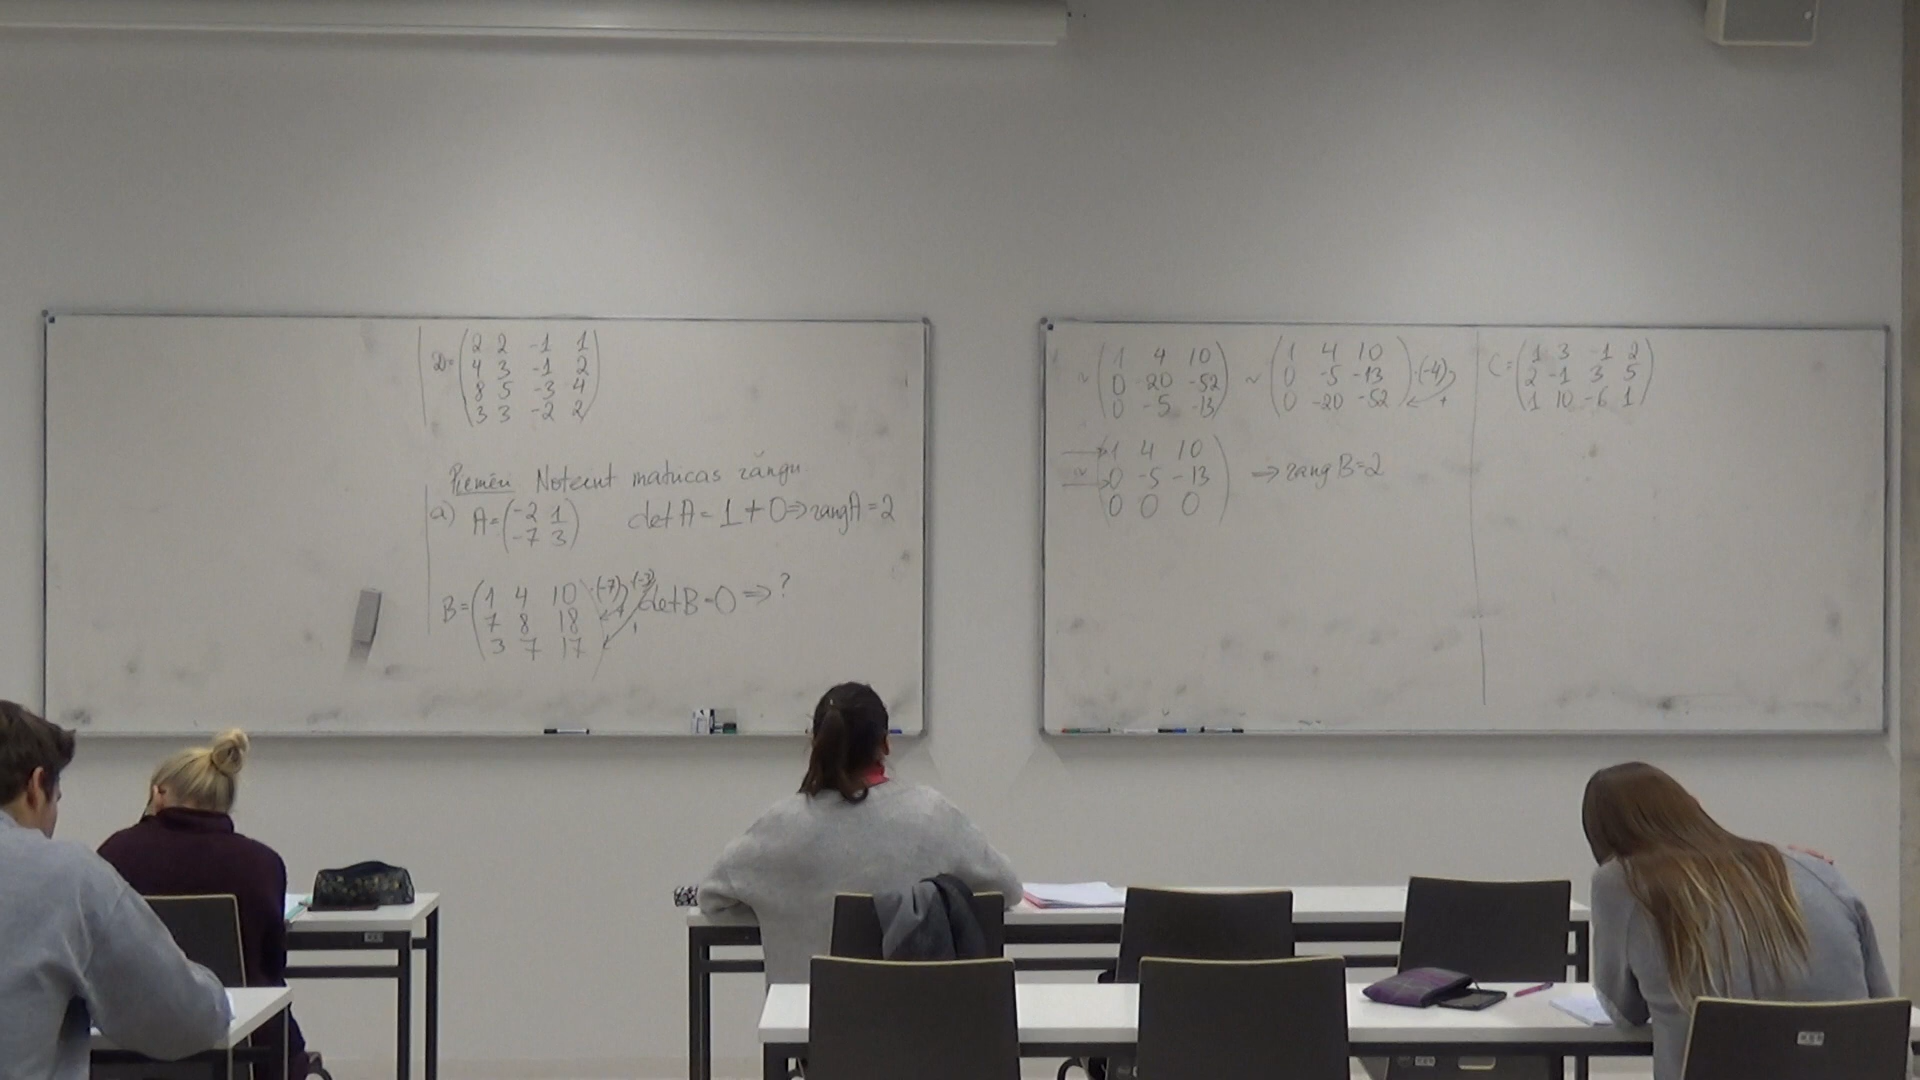 D= (2 2 -1 1
4 3 -1 2
8 5 -3 4
3 3 -2 2)
Piemēri Noteikt matricas rangu
a) A= (-2 1
-7 3) det A = 1 ≠ 0 ⇒ rang A = 2
B= (1 4 10 ·(-7) ·(-3)
7 8 18 +
3 7 17) +
det B = 0 ⇒ ?
~ (1 4 10
0 -20 -52
0 -5 -13)
~ (1 4 10
0 -5 -13 ·(-4)
0 -20 -52) +
~ (1 4 10
0 -5 -13
0 0 0) ⇒ rang B = 2
C= (1 3 -1 2
2 -1 3 5
1 10 -6 1)